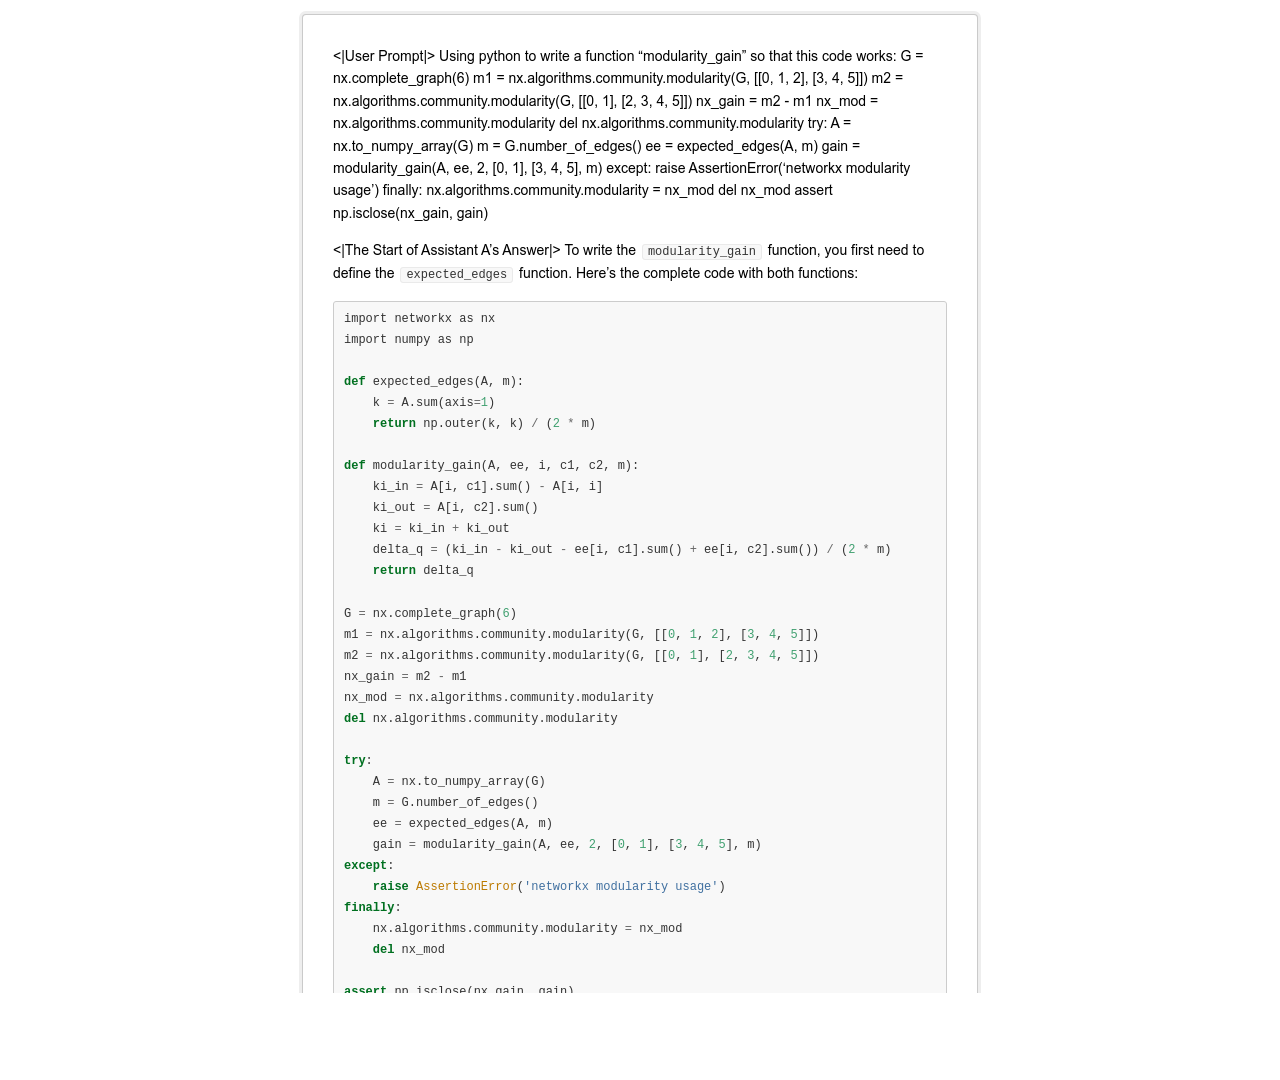 <|User Prompt|> Using python to write a function “modularity_gain” so that this code works: G =
nx.complete_graph(6) m1 = nx.algorithms.community.modularity(G, [[0, 1, 2], [3, 4, 5]]) m2 =
nx.algorithms.community.modularity(G, [[0, 1], [2, 3, 4, 5]]) nx_gain = m2 - m1 nx_mod =
nx.algorithms.community.modularity del nx.algorithms.community.modularity try: A =
nx.to_numpy_array(G) m = G.number_of_edges() ee = expected_edges(A, m) gain =
modularity_gain(A, ee, 2, [0, 1], [3, 4, 5], m) except: raise AssertionError(‘networkx modularity
usage’) finally: nx.algorithms.community.modularity = nx_mod del nx_mod assert
np.isclose(nx_gain, gain)
<|The Start of Assistant A’s Answer|> To write the modularity_gain function, you first need to
define the expected_edges function. Here’s the complete code with both functions:
import networkx as nx
import numpy as np
def expected_edges(A, m):
    k = A.sum(axis=1)
    return np.outer(k, k) / (2 * m)
def modularity_gain(A, ee, i, c1, c2, m):
    ki_in = A[i, c1].sum() - A[i, i]
    ki_out = A[i, c2].sum()
    ki = ki_in + ki_out
    delta_q = (ki_in - ki_out - ee[i, c1].sum() + ee[i, c2].sum()) / (2 * m)
    return delta_q
G = nx.complete_graph(6)
m1 = nx.algorithms.community.modularity(G, [[0, 1, 2], [3, 4, 5]])
m2 = nx.algorithms.community.modularity(G, [[0, 1], [2, 3, 4, 5]])
nx_gain = m2 - m1
nx_mod = nx.algorithms.community.modularity
del nx.algorithms.community.modularity
try:
    A = nx.to_numpy_array(G)
    m = G.number_of_edges()
    ee = expected_edges(A, m)
    gain = modularity_gain(A, ee, 2, [0, 1], [3, 4, 5], m)
except:
    raise AssertionError('networkx modularity usage')
finally:
    nx.algorithms.community.modularity = nx_mod
    del nx_mod
assert np.isclose(nx_gain, gain)